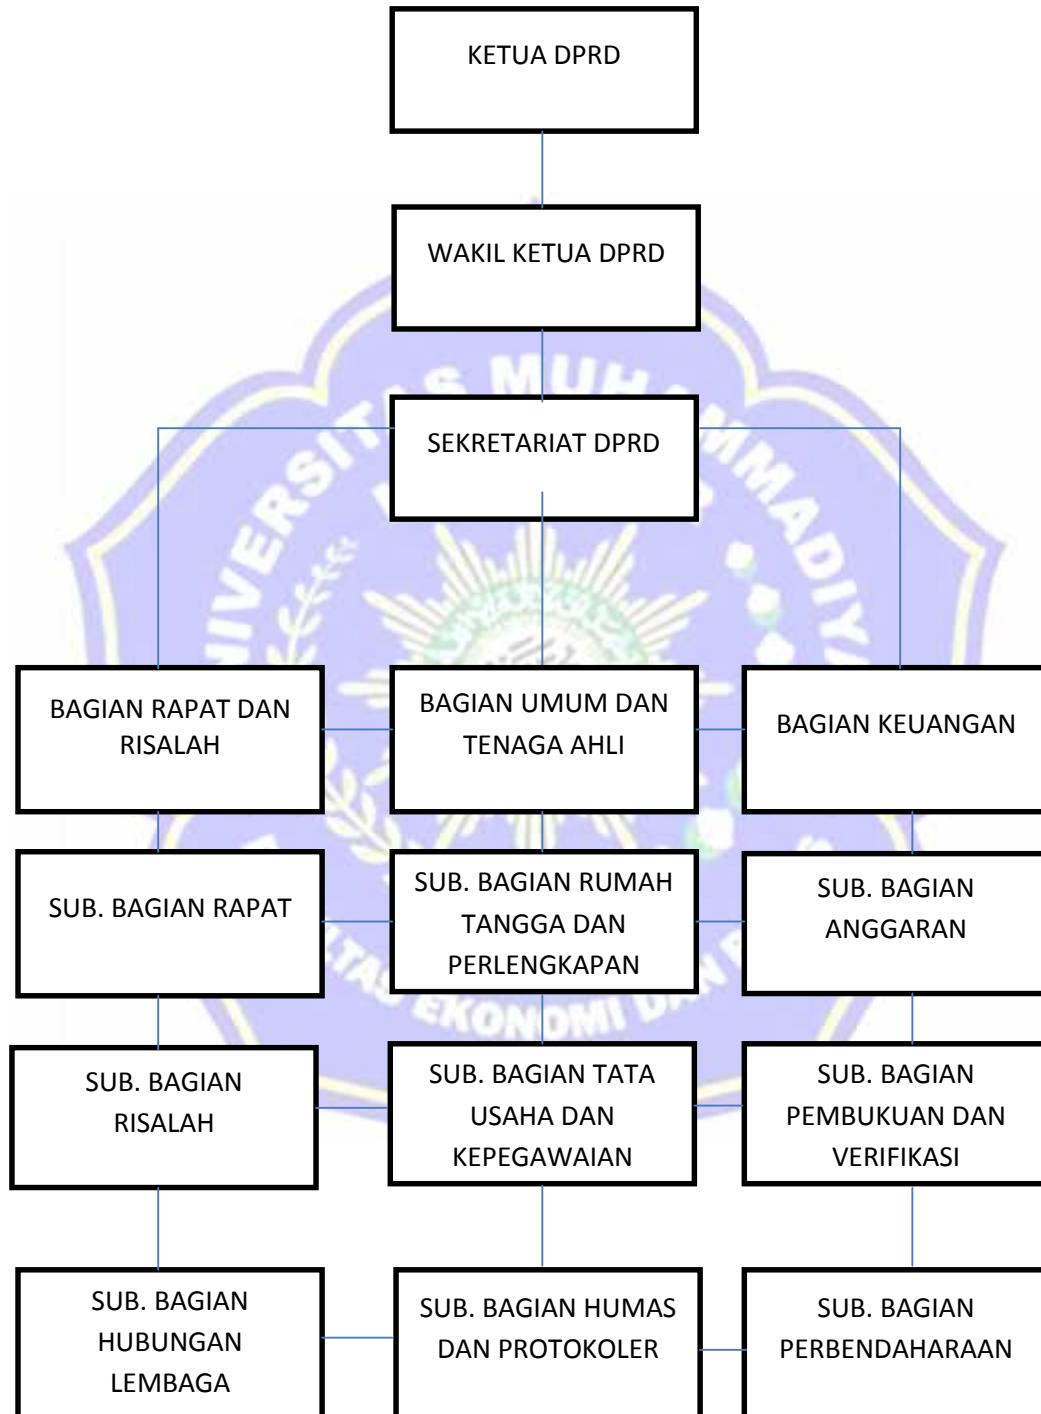 KETUA DPRD
WAKIL KETUA DPRD
SEKRETARIAT DPRD
BAGIAN RAPAT DAN
RISALAH
BAGIAN UMUM DAN
TENAGA AHLI
BAGIAN KEUANGAN
SUB. BAGIAN RAPAT
SUB. BAGIAN RUMAH
TANGGA DAN
PERLENGKAPAN
SUB. BAGIAN
ANGGARAN
SUB. BAGIAN
RISALAH
SUB. BAGIAN TATA
USAHA DAN
KEPEGAWAIAN
SUB. BAGIAN
PEMBUKUAN DAN
VERIFIKASI
SUB. BAGIAN
HUBUNGAN
LEMBAGA
SUB. BAGIAN HUMAS
DAN PROTOKOLER
SUB. BAGIAN
PERBENDAHARAAN
EKONOMI DAN